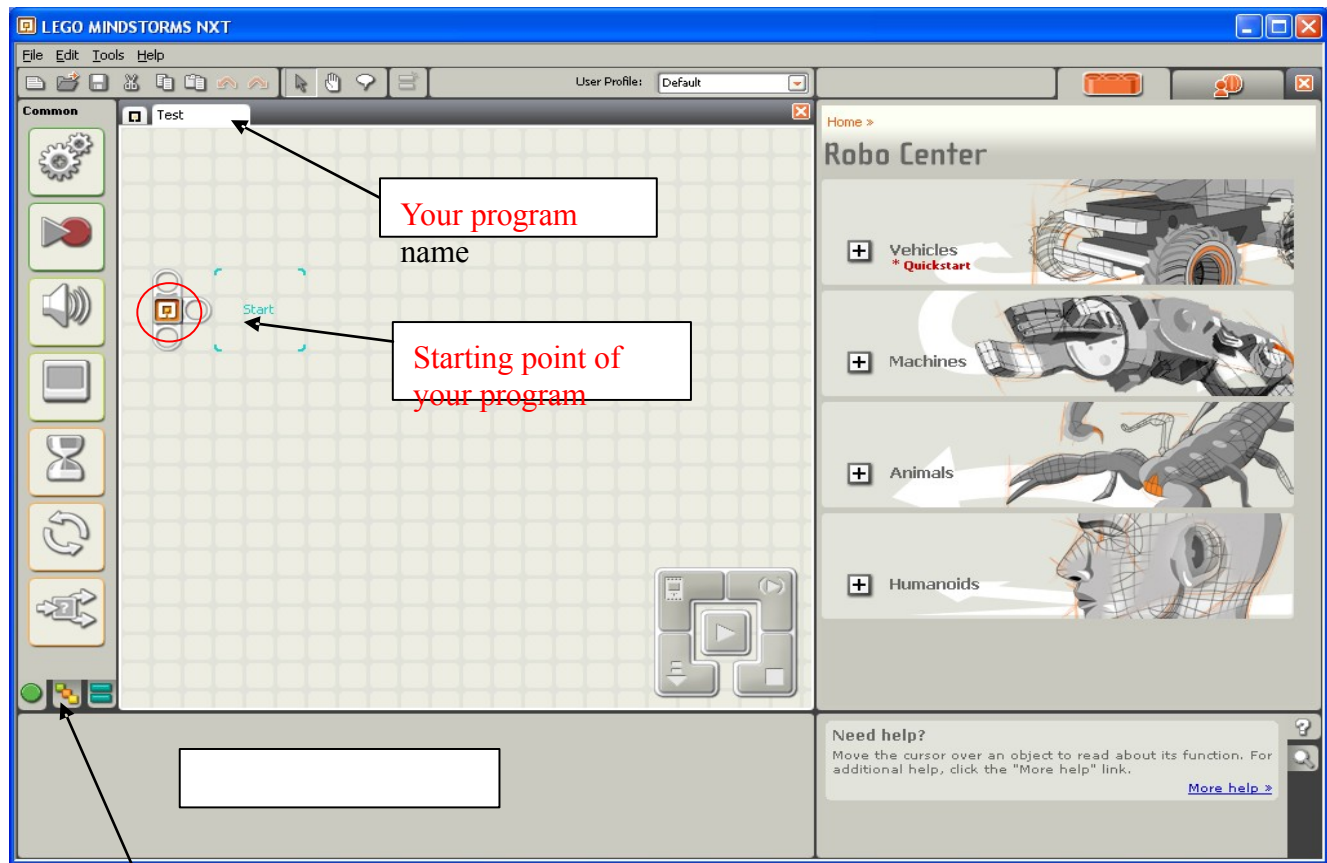 LEGO MINDSTORMS NXT
File Edit Tools Help
User Profile: Default
Common
Test
Your program
name
Start
Starting point of
your program
Home »
Robo Center
Vehicles
* Quickstart
Machines
Animals
Humanoids
Need help?
Move the cursor over an object to read about its function. For
additional help, click the "More help" link.
More help »